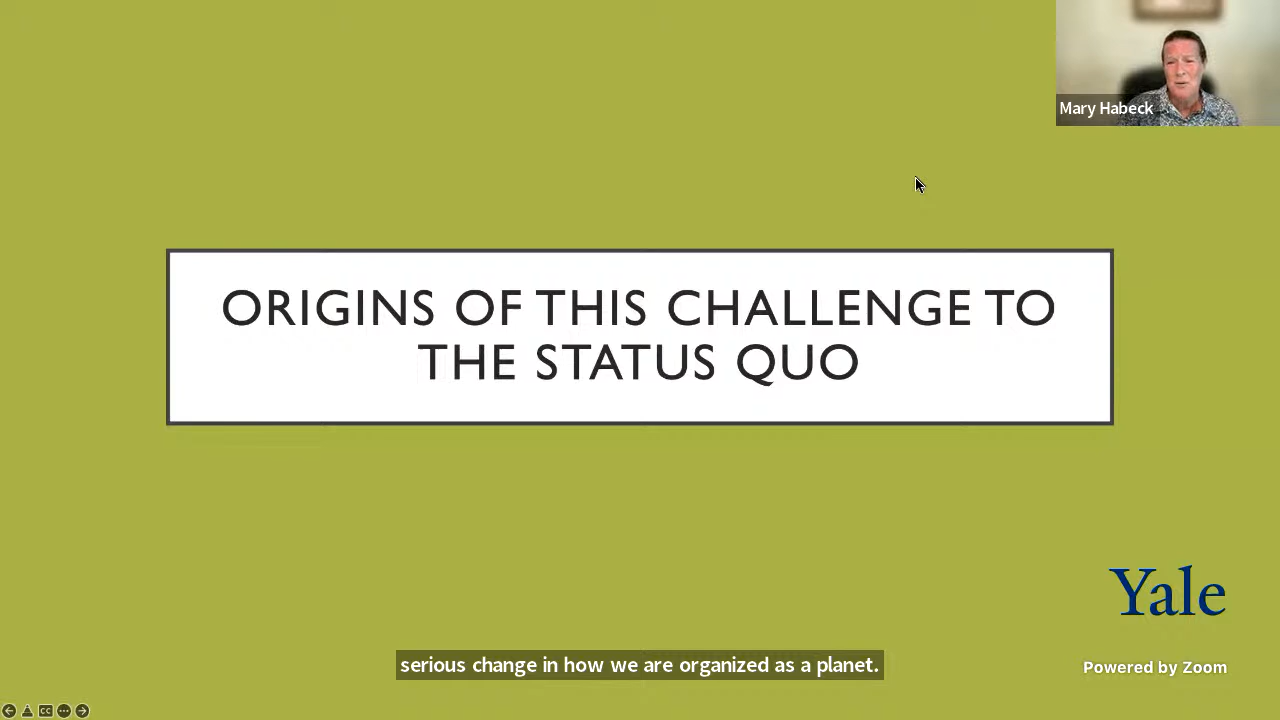 Mary Habeck
ORIGINS OF THIS CHALLENGE TO
THE STATUS QUO
Yale
serious change in how we are organized as a planet.
Powered by Zoom
CC